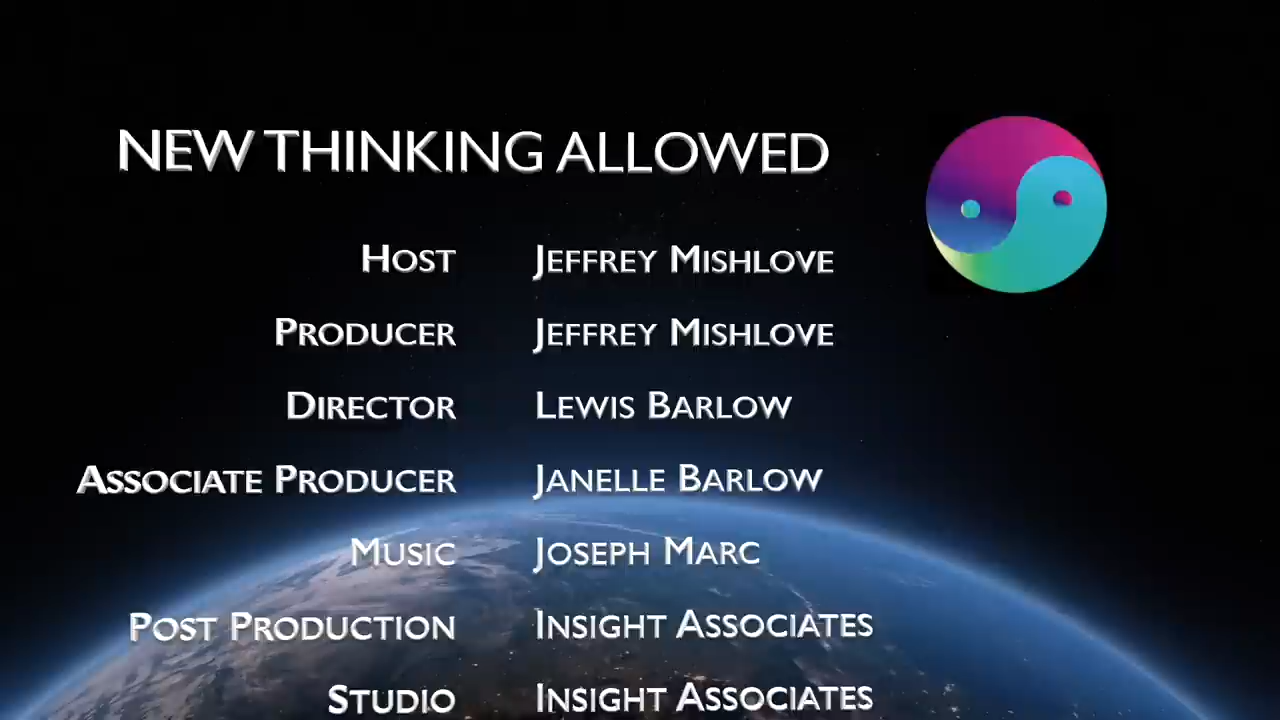 NEW THINKING ALLOWED
HOST JEFFREY MISHLOVE
PRODUCER JEFFREY MISHLOVE
DIRECTOR LEWIS BARLOW
ASSOCIATE PRODUCER JANELLE BARLOW
MUSIC JOSEPH MARC
POST PRODUCTION INSIGHT ASSOCIATES
STUDIO INSIGHT ASSOCIATES